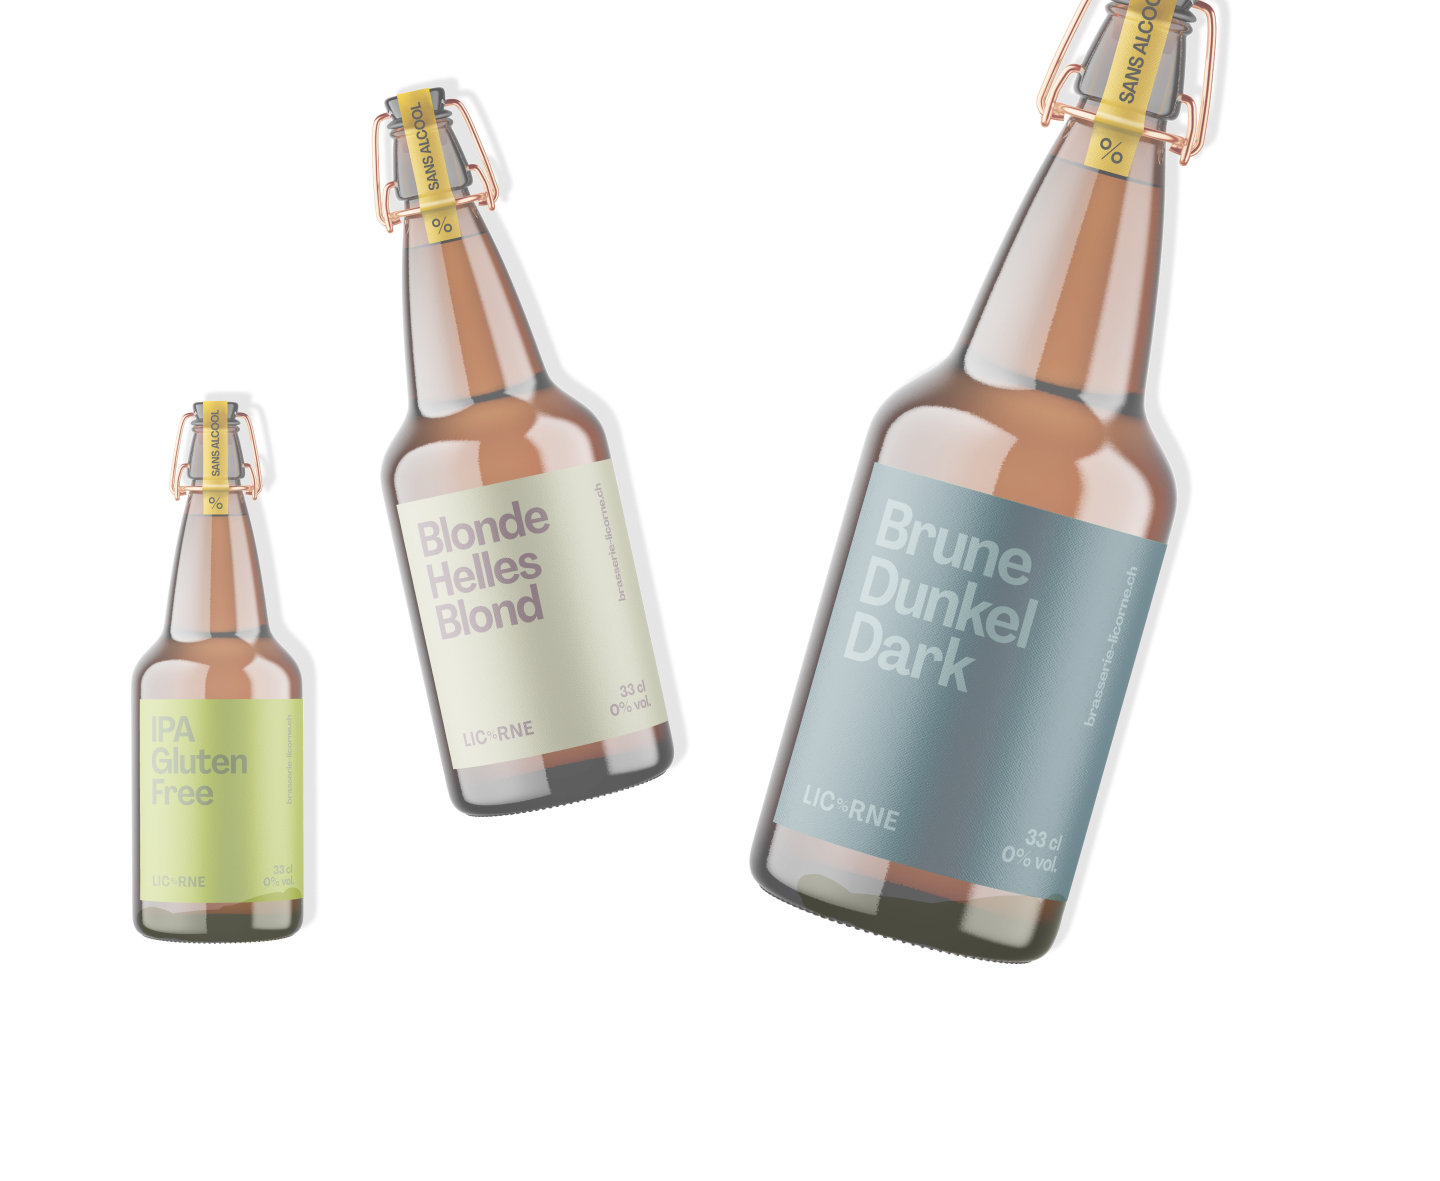 SANS ALCOOL
%
IPA
Gluten
Free
brasserie-licorne.ch
LIC%RNE
33 cl
0% vol.
SANS ALCOOL
%
Blonde
Helles
Blond
brasserie-licorne.ch
LIC%RNE
33 cl
0% vol.
SANS ALCOOL
%
Brune
Dunkel
Dark
brasserie-licorne.ch
LIC%RNE
33 cl
0% vol.